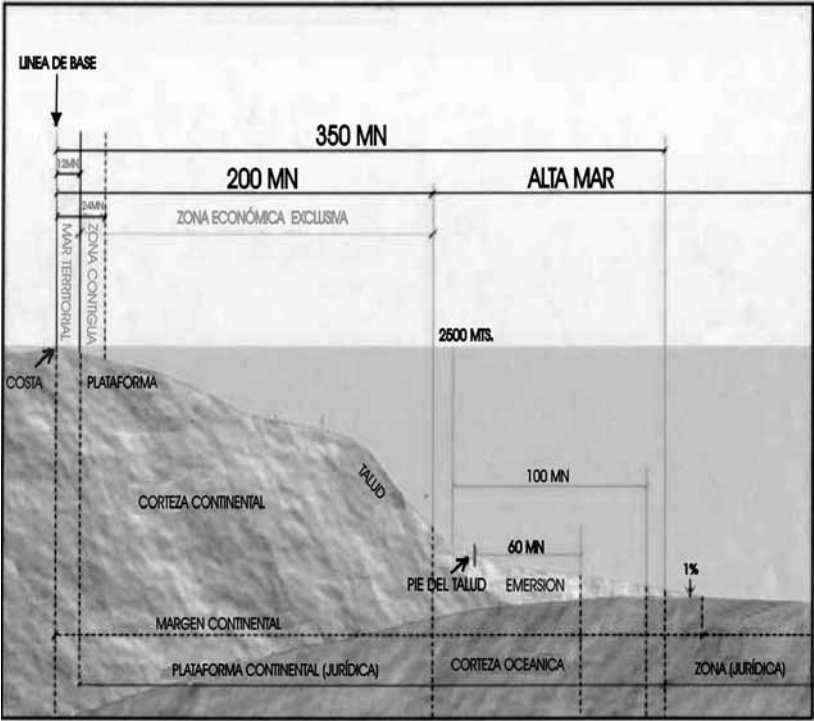 LINEA DE BASE
350 MN
12MN
200 MN
ALTA MAR
24MN
ZONA ECONÓMICA EXCLUSIVA
MAR TERRITORIAL
ZONA CONTIGUA
2500 MTS.
COSTA
PLATAFORMA
TALUD
100 MN
CORTEZA CONTINENTAL
60 MN
1%
PIE DEL TALUD
EMERSION
MARGEN CONTINENTAL
PLATAFORMA CONTINENTAL (JURÍDICA)
CORTEZA OCEANICA
ZONA (JURÍDICA)